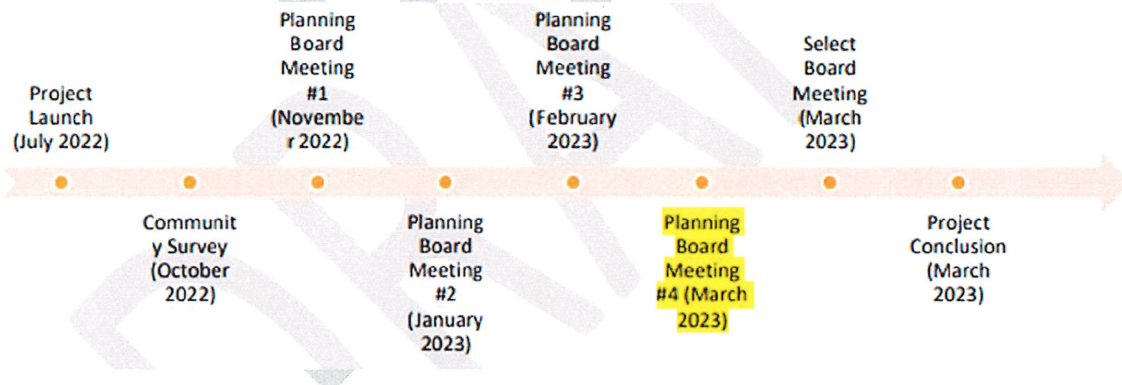 Project
Launch
(July 2022)
Communit
y Survey
(October
2022)
Planning
Board
Meeting
#1
(Novembe
r 2022)
Planning
Board
Meeting
#2
(January
2023)
Planning
Board
Meeting
#3
(February
2023)
Planning
Board
Meeting
#4 (March
2023)
Select
Board
Meeting
(March
2023)
Project
Conclusion
(March
2023)